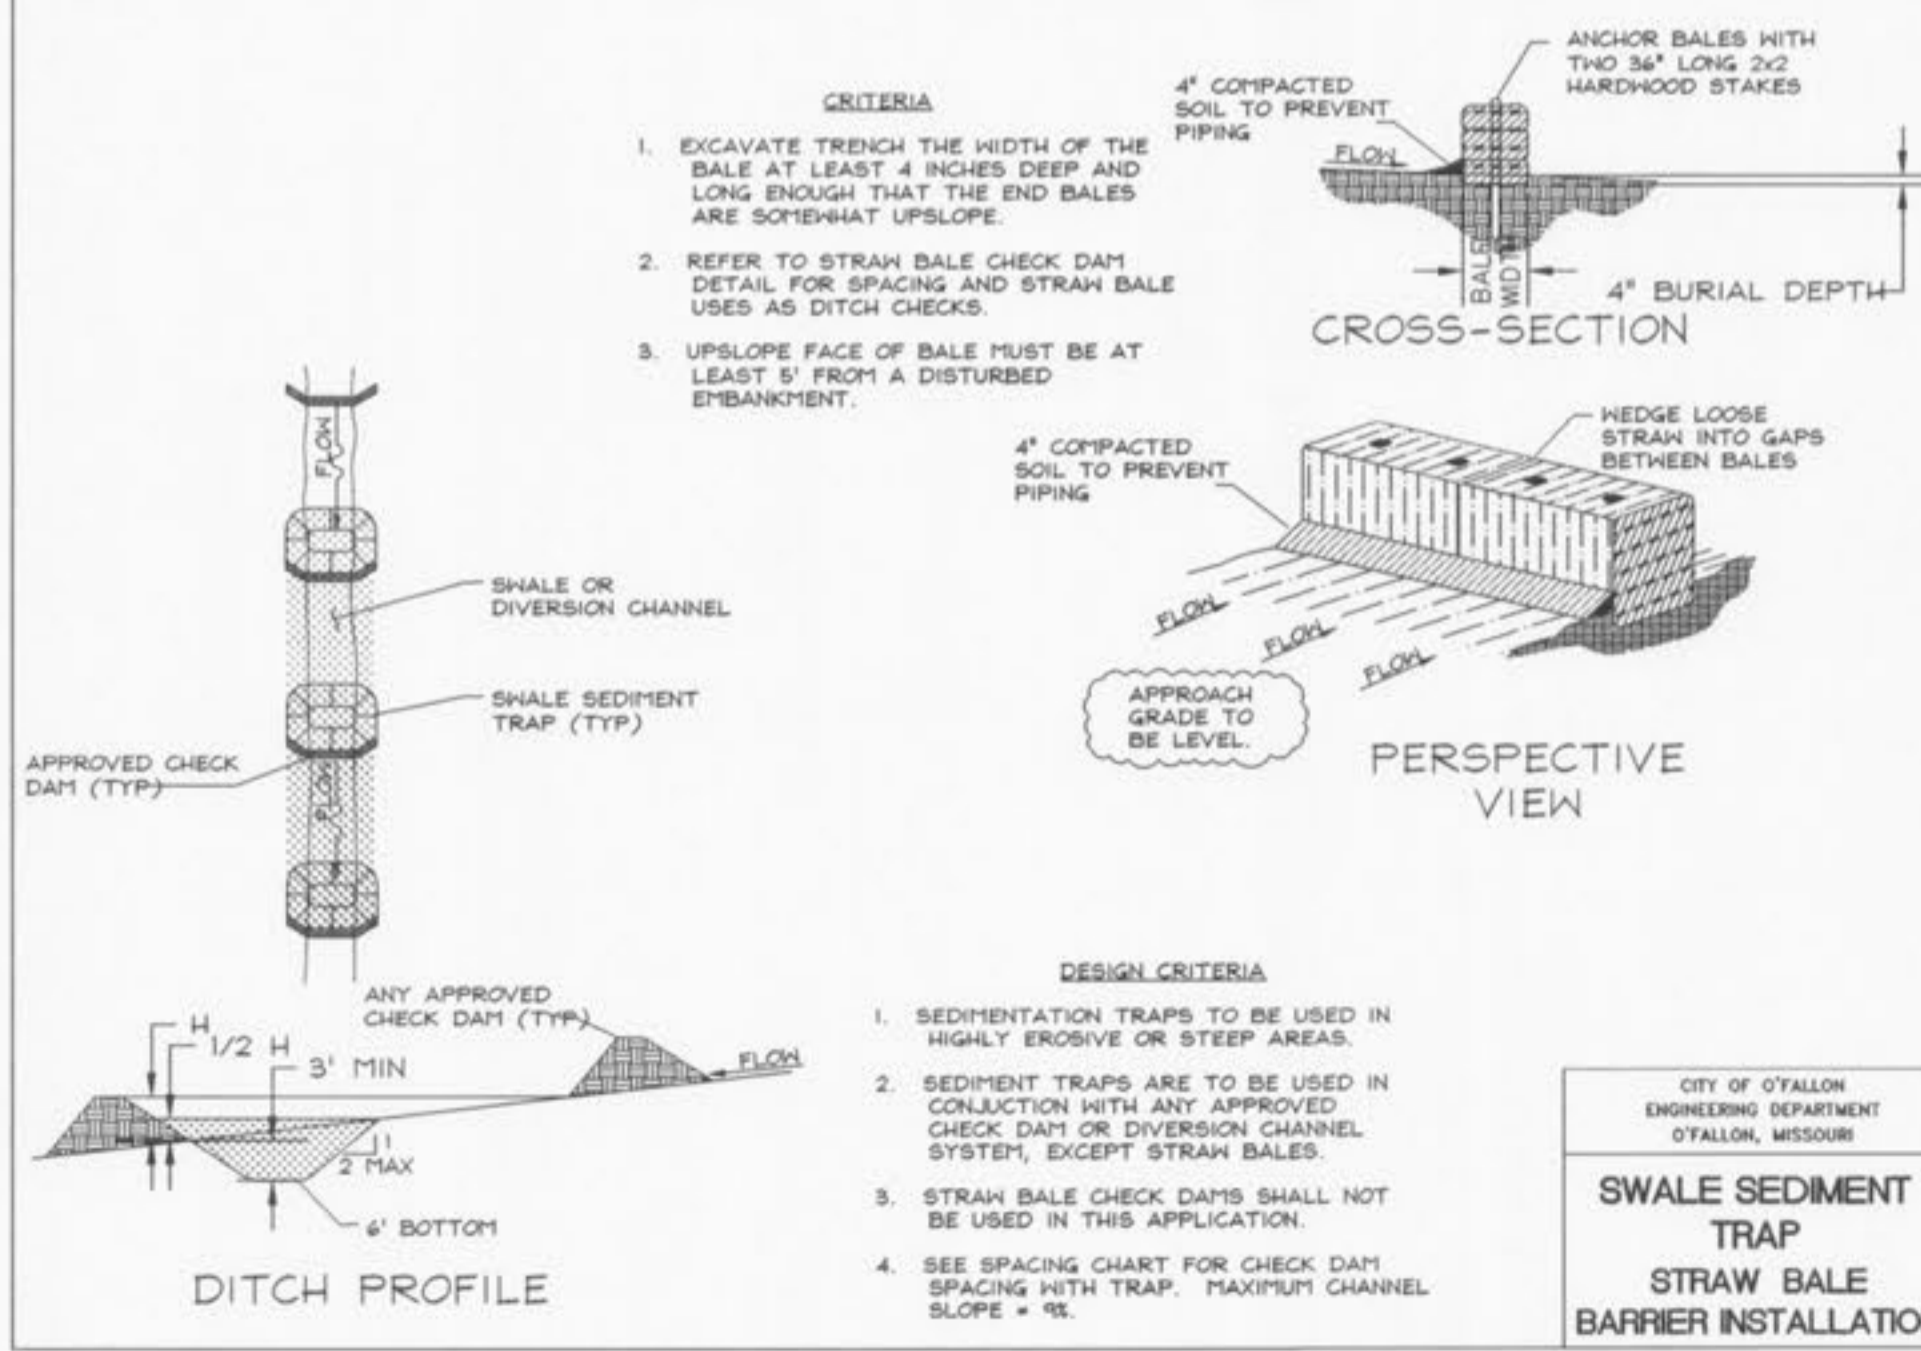 CRITERIA
1. EXCAVATE TRENCH THE WIDTH OF THE
BALE AT LEAST 4 INCHES DEEP AND
LONG ENOUGH THAT THE END BALES
ARE SOMEWHAT UPSLOPE.
2. REFER TO STRAW BALE CHECK DAM
DETAIL FOR SPACING AND STRAW BALE
USES AS DITCH CHECKS.
3. UPSLOPE FACE OF BALE MUST BE AT
LEAST 5' FROM A DISTURBED
EMBANKMENT.
ANCHOR BALES WITH
TWO 36" LONG 2x2
HARDWOOD STAKES
4" COMPACTED
SOIL TO PREVENT
PIPING
FLOW
BALE
WIDTH
4" BURIAL DEPTH
CROSS-SECTION
WEDGE LOOSE
STRAW INTO GAPS
BETWEEN BALES
4" COMPACTED
SOIL TO PREVENT
PIPING
FLOW
FLOW
FLOW
APPROACH
GRADE TO
BE LEVEL.
PERSPECTIVE
VIEW
FLOW
SWALE OR
DIVERSION CHANNEL
SWALE SEDIMENT
TRAP (TYP)
APPROVED CHECK
DAM (TYP)
FLOW
ANY APPROVED
CHECK DAM (TYP)
H
1/2 H
3' MIN
FLOW
1
2 MAX
6' BOTTOM
DITCH PROFILE
DESIGN CRITERIA
1. SEDIMENTATION TRAPS TO BE USED IN
HIGHLY EROSIVE OR STEEP AREAS.
2. SEDIMENT TRAPS ARE TO BE USED IN
CONJUCTION WITH ANY APPROVED
CHECK DAM OR DIVERSION CHANNEL
SYSTEM, EXCEPT STRAW BALES.
3. STRAW BALE CHECK DAMS SHALL NOT
BE USED IN THIS APPLICATION.
4. SEE SPACING CHART FOR CHECK DAM
SPACING WITH TRAP. MAXIMUM CHANNEL
SLOPE = 9%.
CITY OF O'FALLON
ENGINEERING DEPARTMENT
O'FALLON, MISSOURI
SWALE SEDIMENT
TRAP
STRAW BALE
BARRIER INSTALLATIO